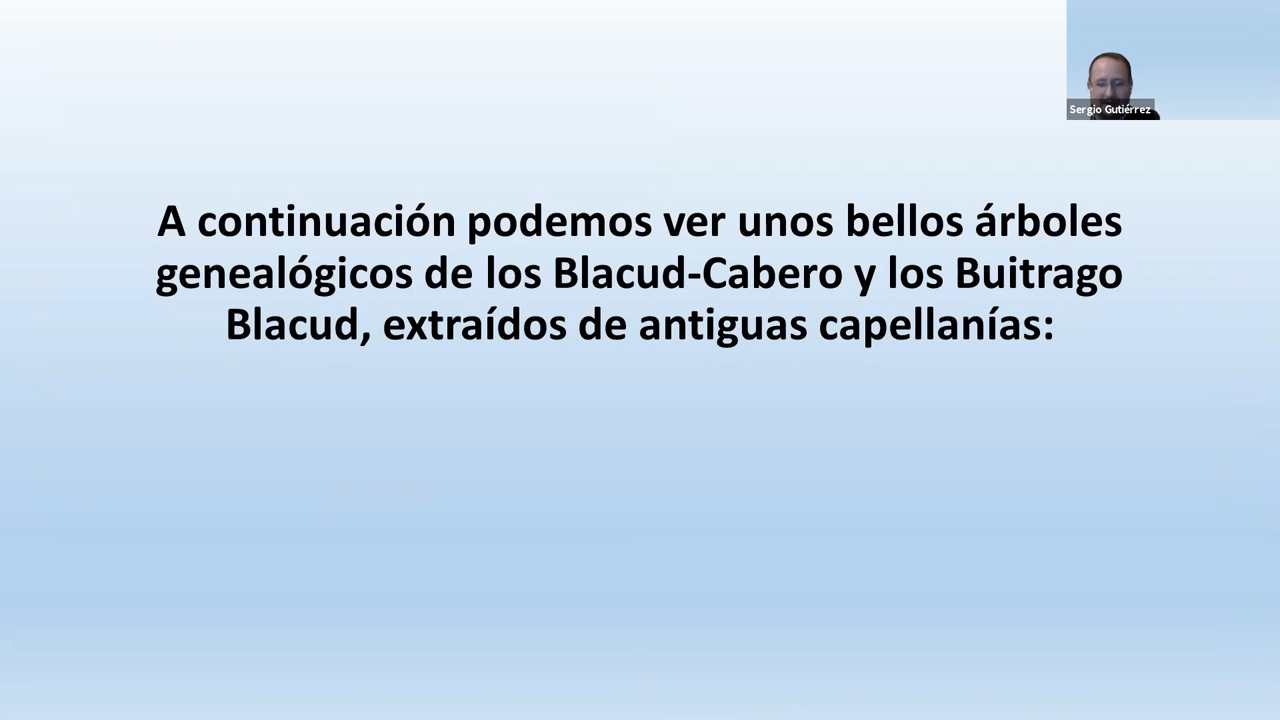 Sergio Gutiérrez
A continuación podemos ver unos bellos árboles
genealógicos de los Blacud-Cabero y los Buitrago
Blacud, extraídos de antiguas capellanías: